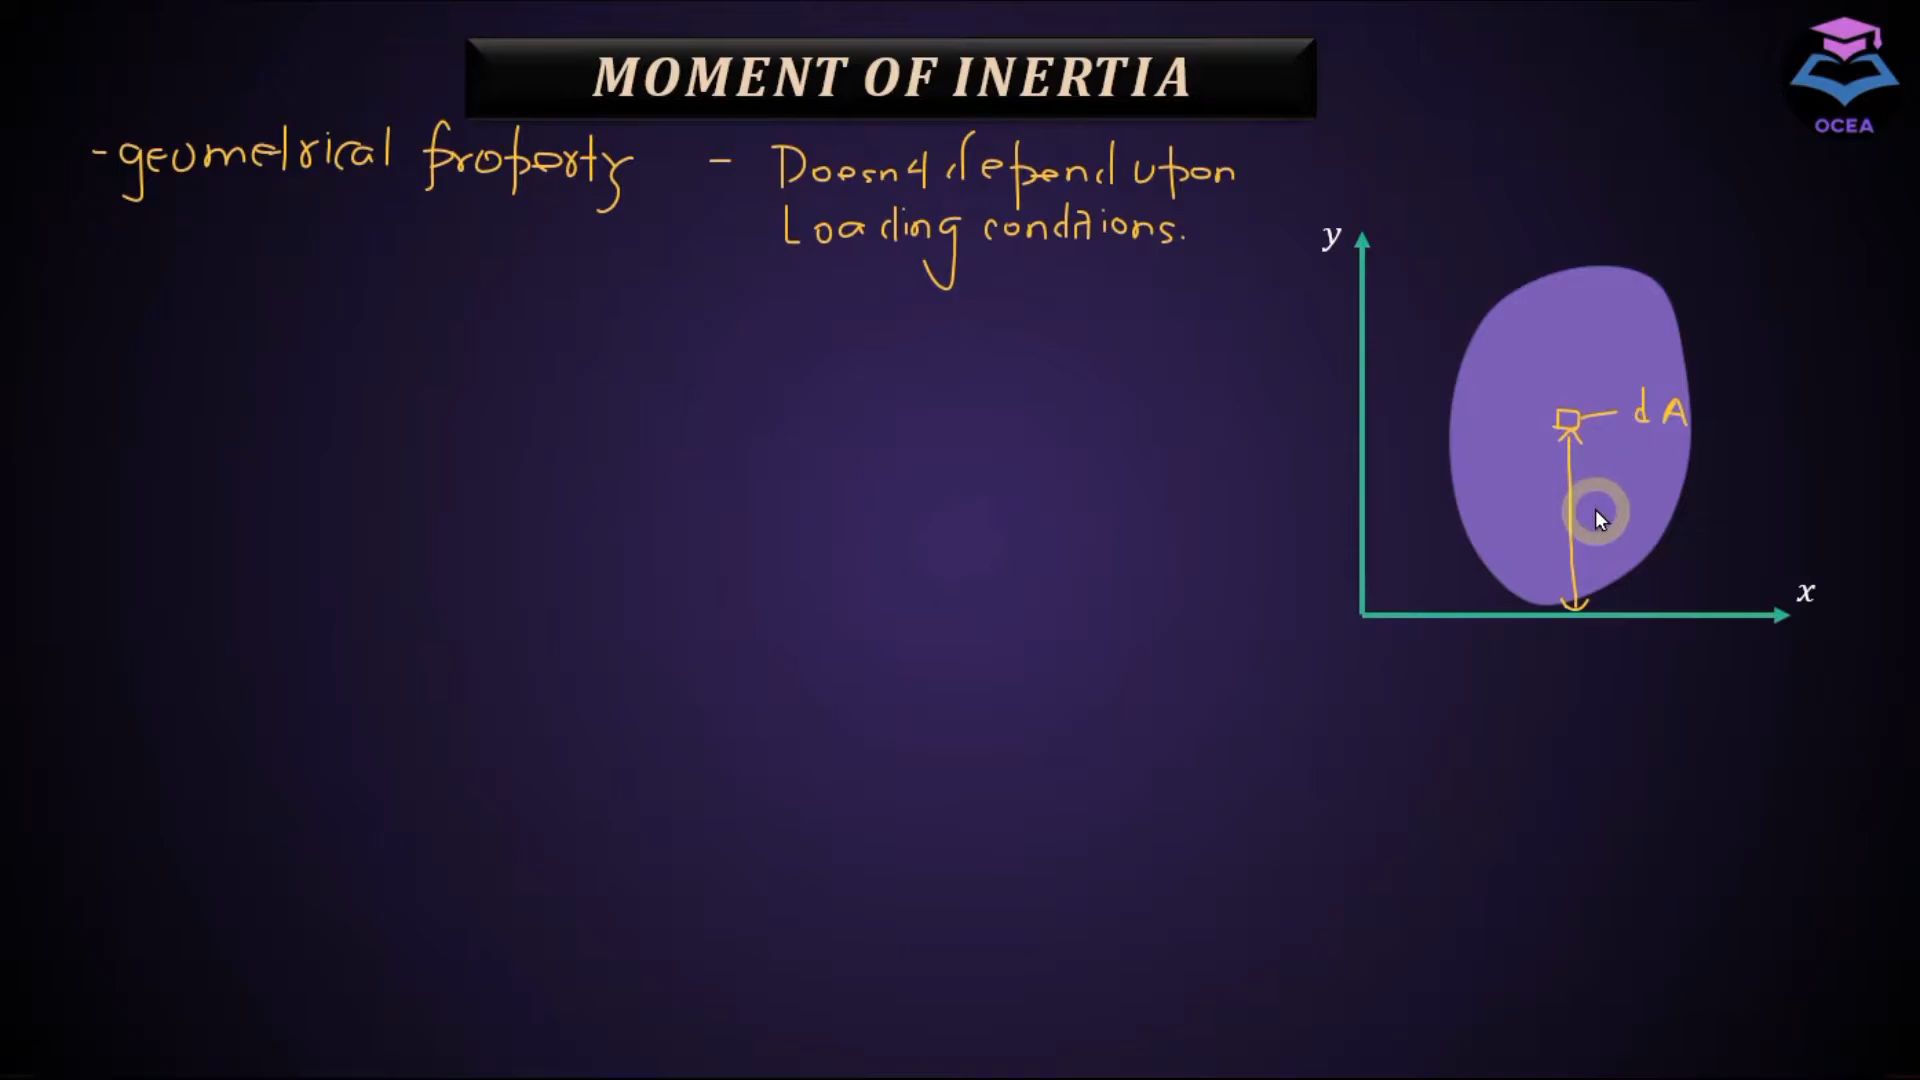 MOMENT OF INERTIA
OCEA
- geometrical property - Doesn't depend upon
Loading conditions.
y
dA
x